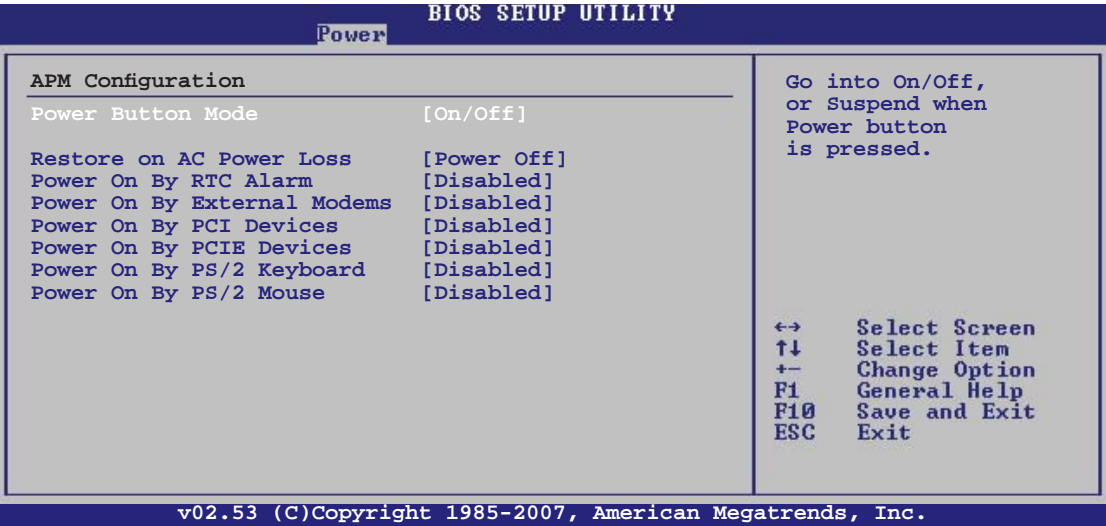 BIOS SETUP UTILITY
Power
APM Configuration
Power Button Mode [On/Off]
Restore on AC Power Loss [Power Off]
Power On By RTC Alarm [Disabled]
Power On By External Modems [Disabled]
Power On By PCI Devices [Disabled]
Power On By PCIE Devices [Disabled]
Power On By PS/2 Keyboard [Disabled]
Power On By PS/2 Mouse [Disabled]
Go into On/Off,
or Suspend when
Power button
is pressed.
←→ Select Screen
↑↓ Select Item
+- Change Option
F1 General Help
F10 Save and Exit
ESC Exit
v02.53 (C)Copyright 1985-2007, American Megatrends, Inc.